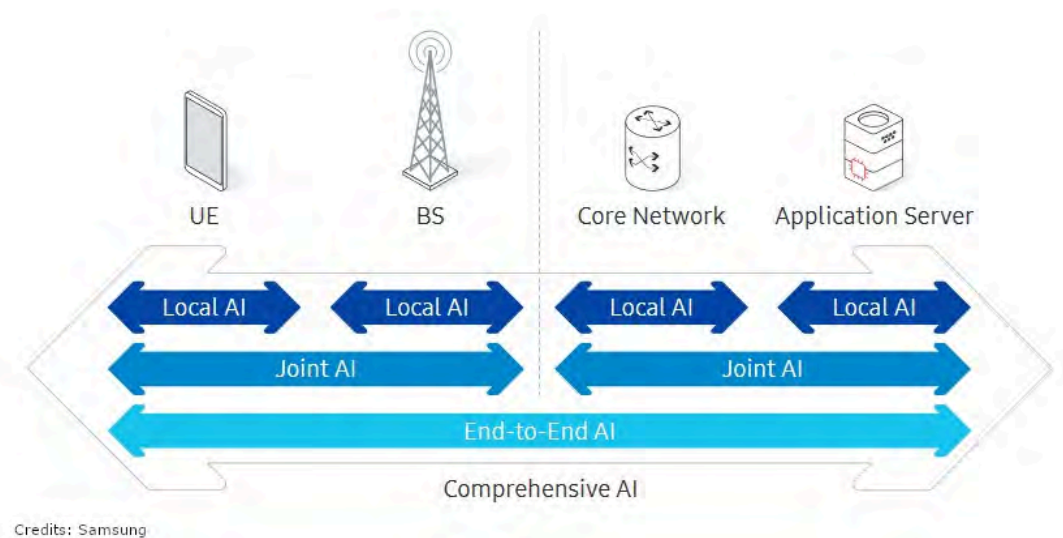 UE
BS
Core Network
Application Server
Local AI
Local AI
Local AI
Local AI
Joint AI
Joint AI
End-to-End AI
Comprehensive AI
Credits: Samsung